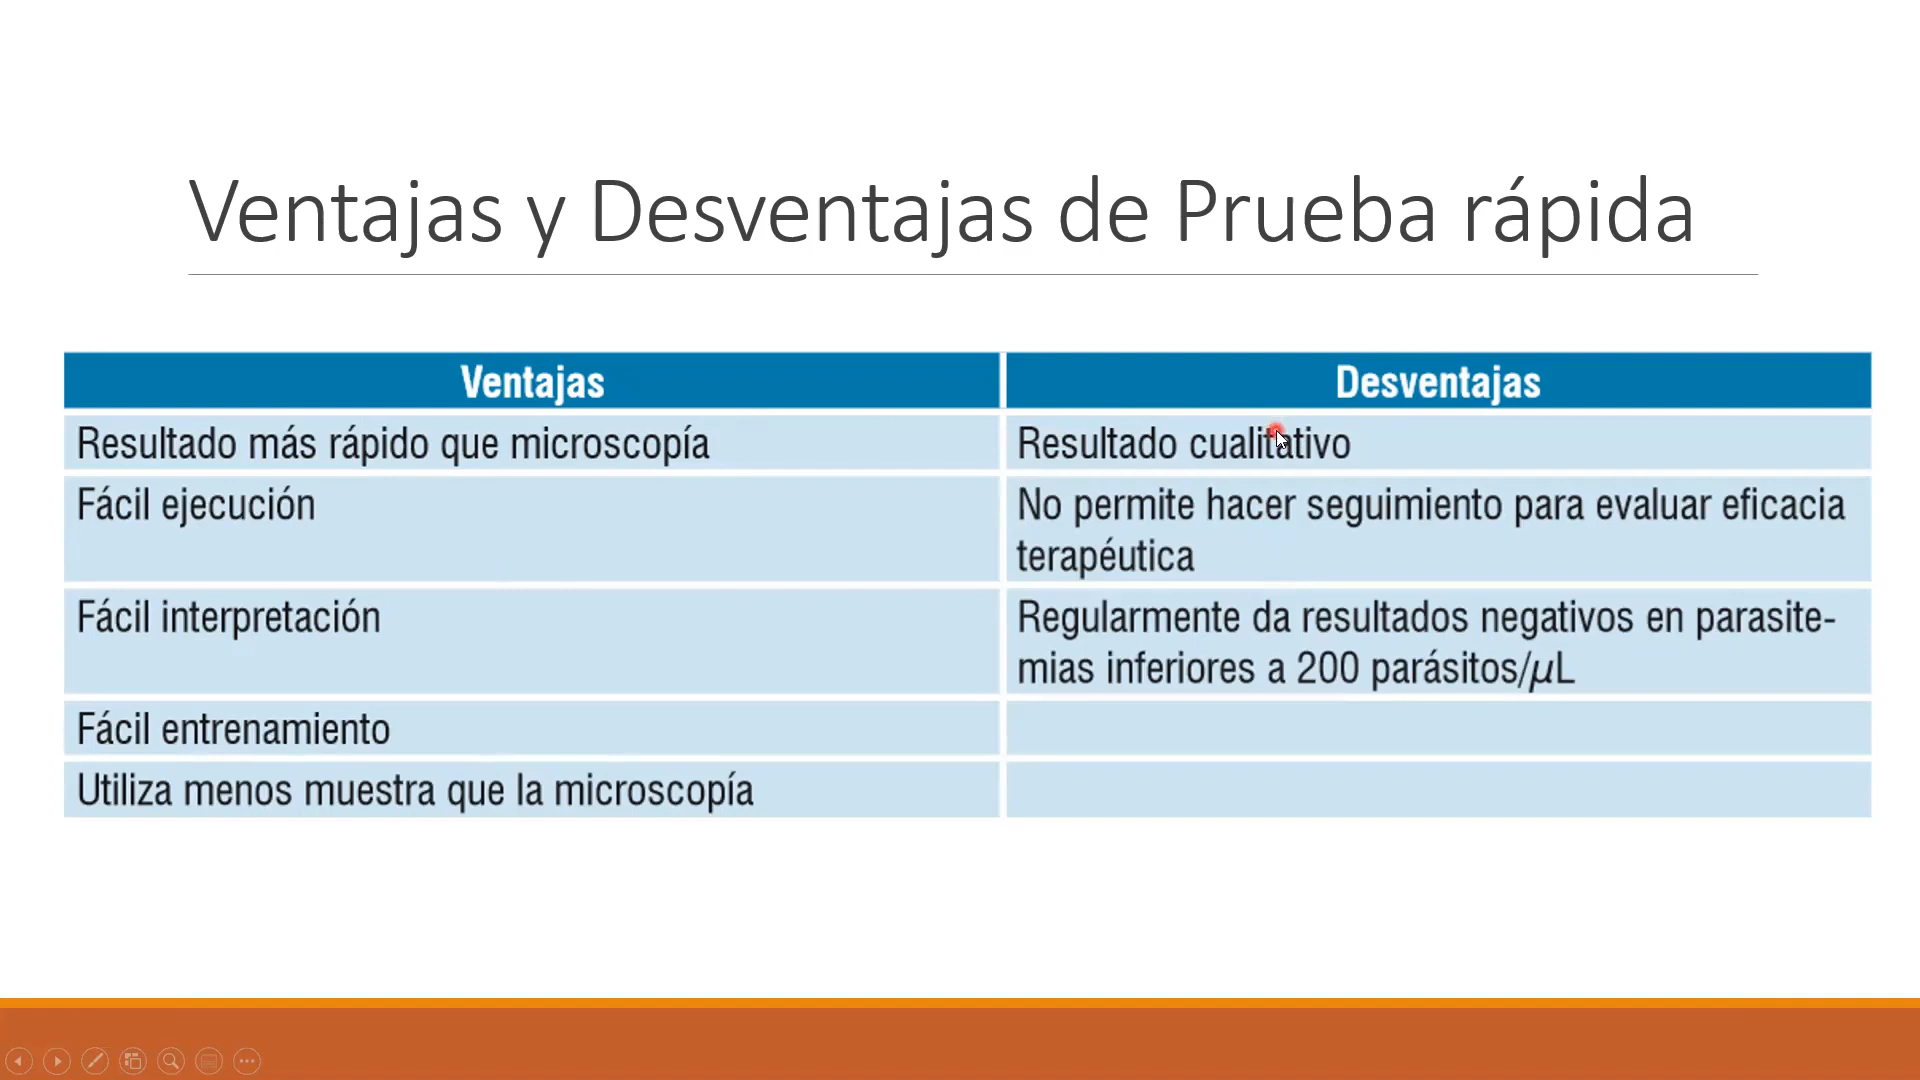 Ventajas y Desventajas de Prueba rápida
Ventajas
Desventajas
Resultado más rápido que microscopía
Resultado cualitativo
Fácil ejecución
No permite hacer seguimiento para evaluar eficacia
terapéutica
Fácil interpretación
Regularmente da resultados negativos en parasite-
mias inferiores a 200 parásitos/µL
Fácil entrenamiento
Utiliza menos muestra que la microscopía